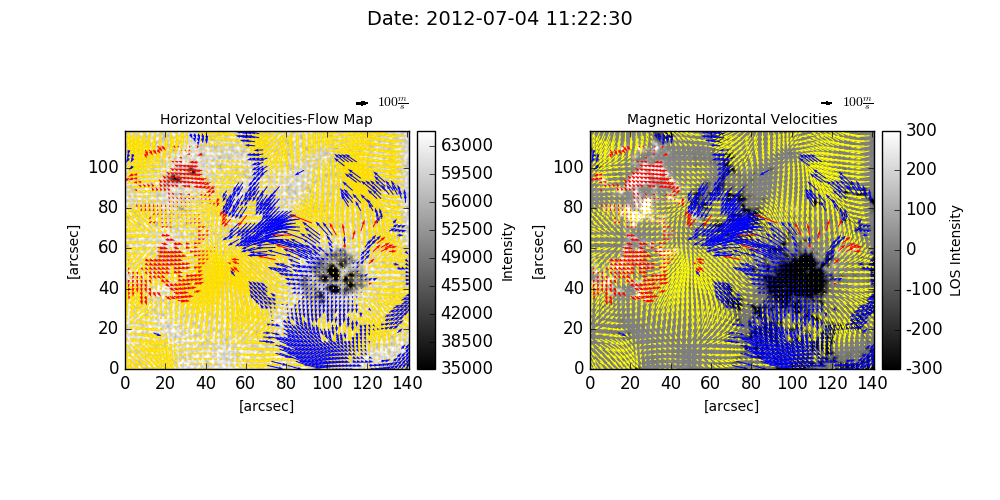 Date: 2012-07-04 11:22:30
100 m/s
Horizontal Velocities-Flow Map
100
80
60
40
20
0
0 20 40 60 80 100 120 140
[arcsec]
[arcsec]
63000
59500
56000
52500
49000
45500
42000
38500
35000
Intensity
100 m/s
Magnetic Horizontal Velocities
100
80
60
40
20
0
0 20 40 60 80 100 120 140
[arcsec]
[arcsec]
300
200
100
0
-100
-200
-300
LOS Intensity